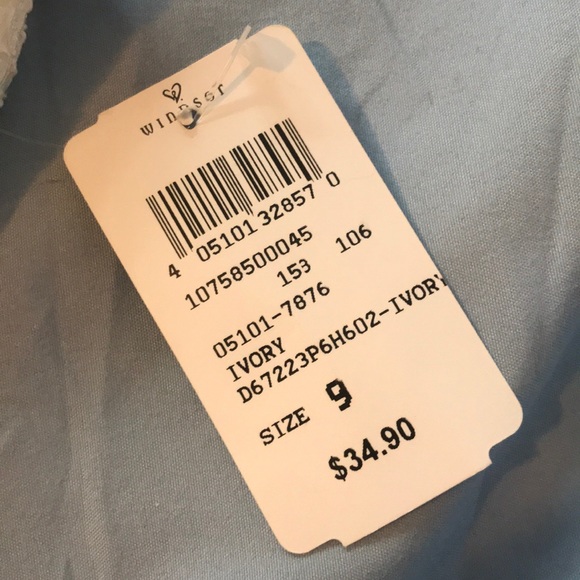 WINDSOR
4 05101 32857 0
10758500045
153 106
05101-7876
IVORY
D67223P6H602-IVORY
SIZE 9
$34.90